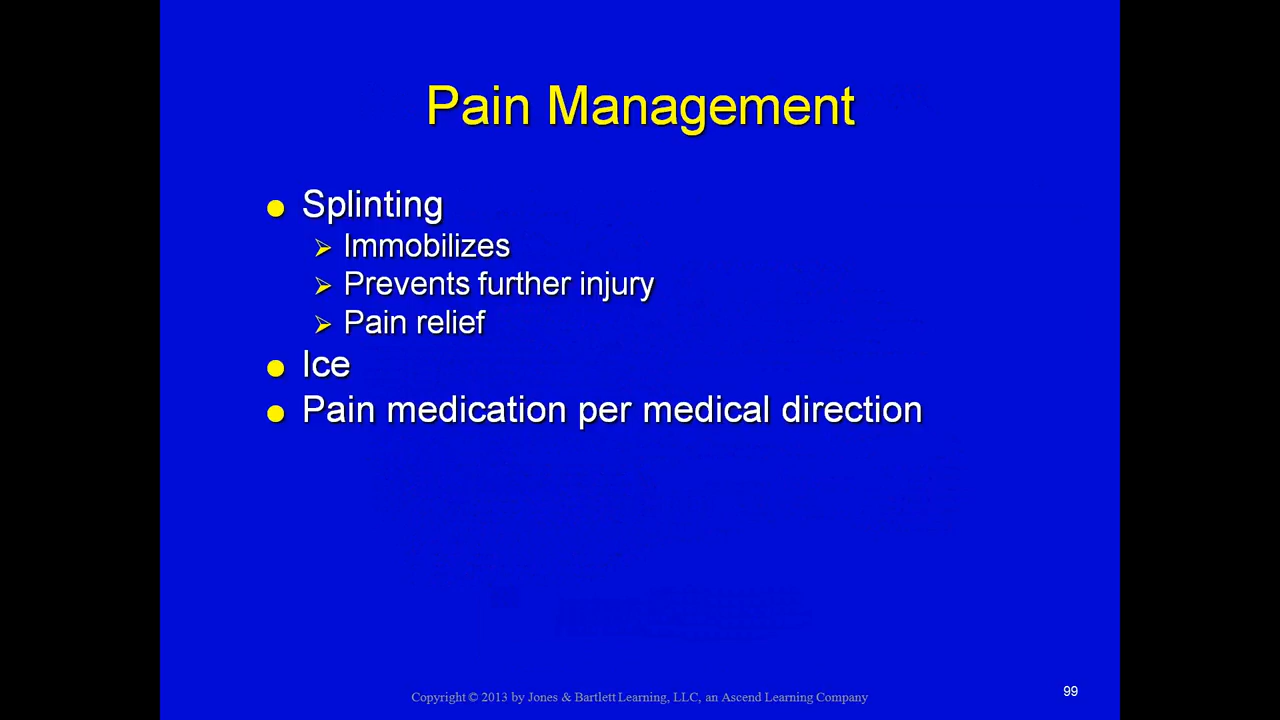 Pain Management
Splinting
Immobilizes
Prevents further injury
Pain relief
Ice
Pain medication per medical direction
Copyright © 2013 by Jones & Bartlett Learning, LLC, an Ascend Learning Company
99